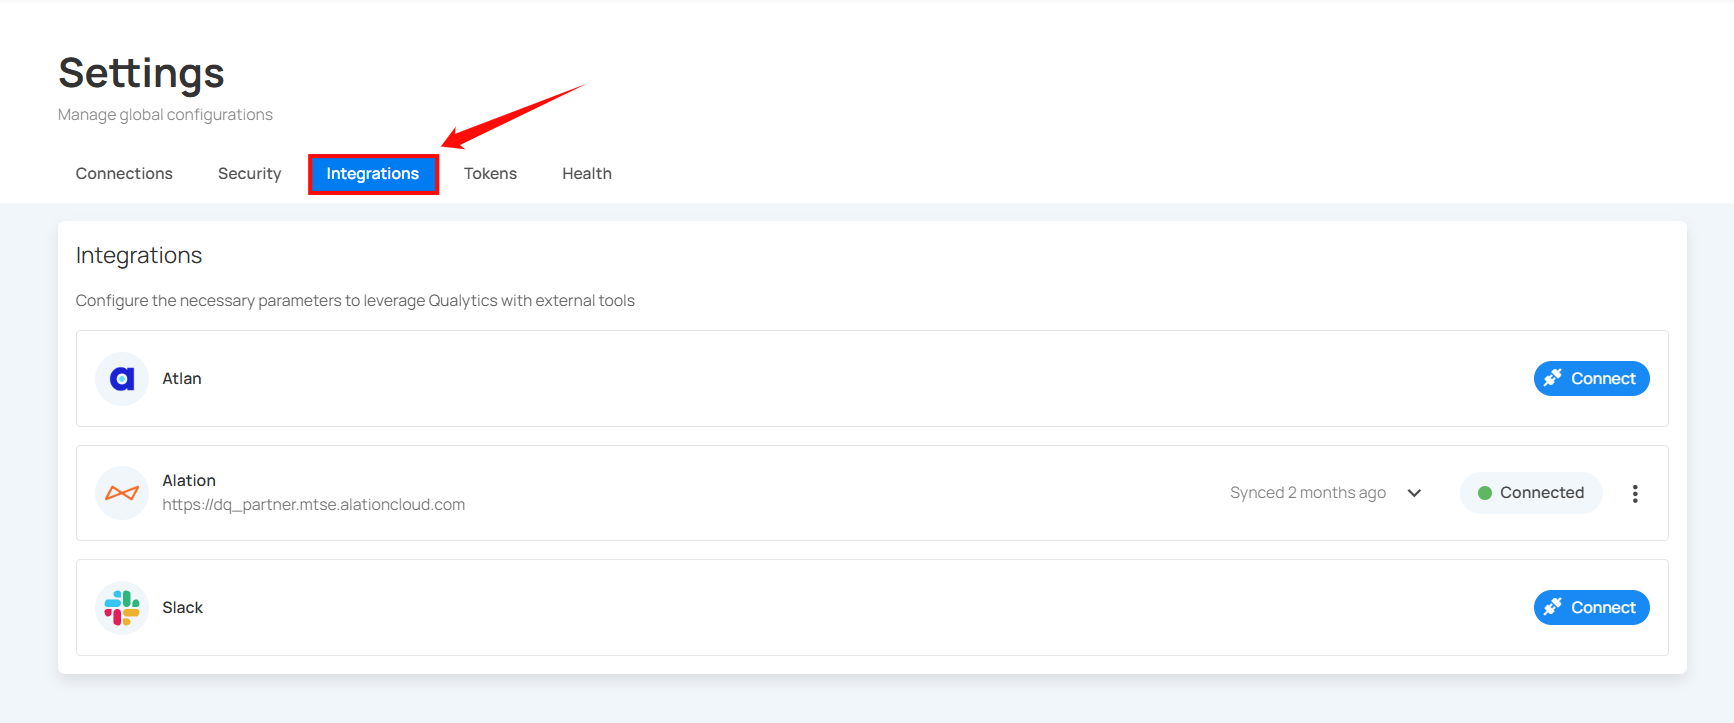 Settings
Manage global configurations
Connections Security Integrations Tokens Health
Integrations
Configure the necessary parameters to leverage Qualytics with external tools
Atlan Connect
Alation
https://dq_partner.mtse.alationcloud.com
Synced 2 months ago Connected
Slack Connect